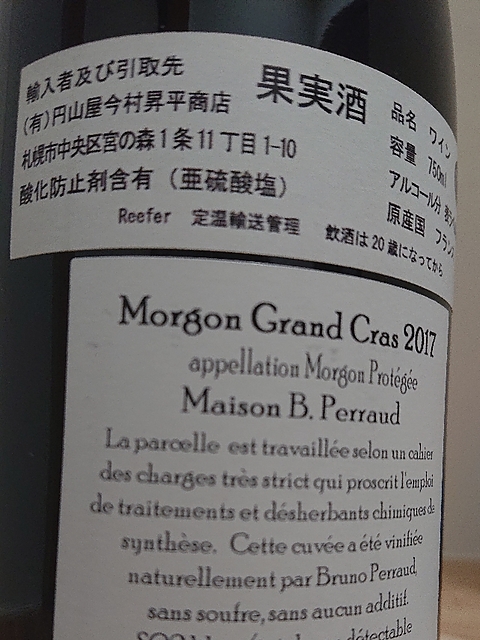 輸入者及び引取先
(有)円山屋今村昇平商店
札幌市中央区宮の森1条11丁目1-10
酸化防止剤含有（亜硫酸塩）
果実酒
品名 ワイン
容量 750ml
アルコール分
原産国 フランス
Reefer 定温輸送管理 飲酒は20歳になってから
Morgon Grand Cras 2017
appellation Morgon Protégée
Maison B. Perraud
La parcelle est travaillée selon un cahier
des charges très strict qui proscrit l'emploi
de traitements et désherbants chimiques de
synthèse. Cette cuvée a été vinifiée
naturellement par Bruno Perraud,
sans soufre, sans aucun additif.
détectable